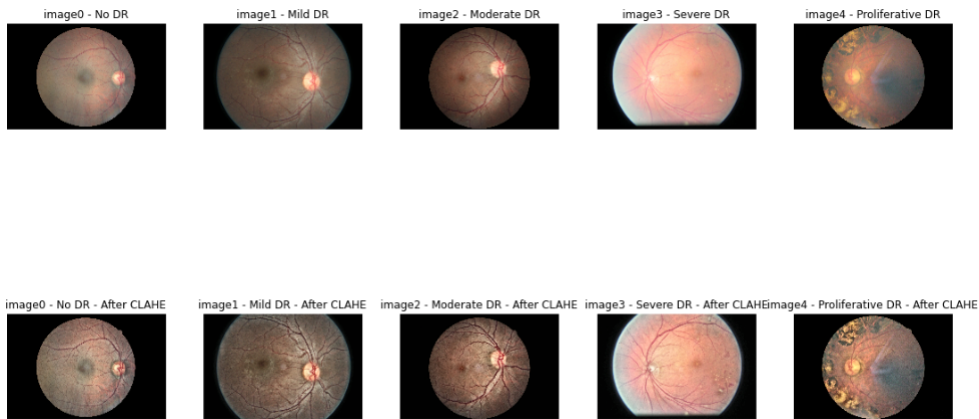 image0 - No DR
image1 - Mild DR
image2 - Moderate DR
image3 - Severe DR
image4 - Proliferative DR
image0 - No DR - After CLAHE
image1 - Mild DR - After CLAHE
image2 - Moderate DR - After CLAHE
image3 - Severe DR - After CLAHE
image4 - Proliferative DR - After CLAHE